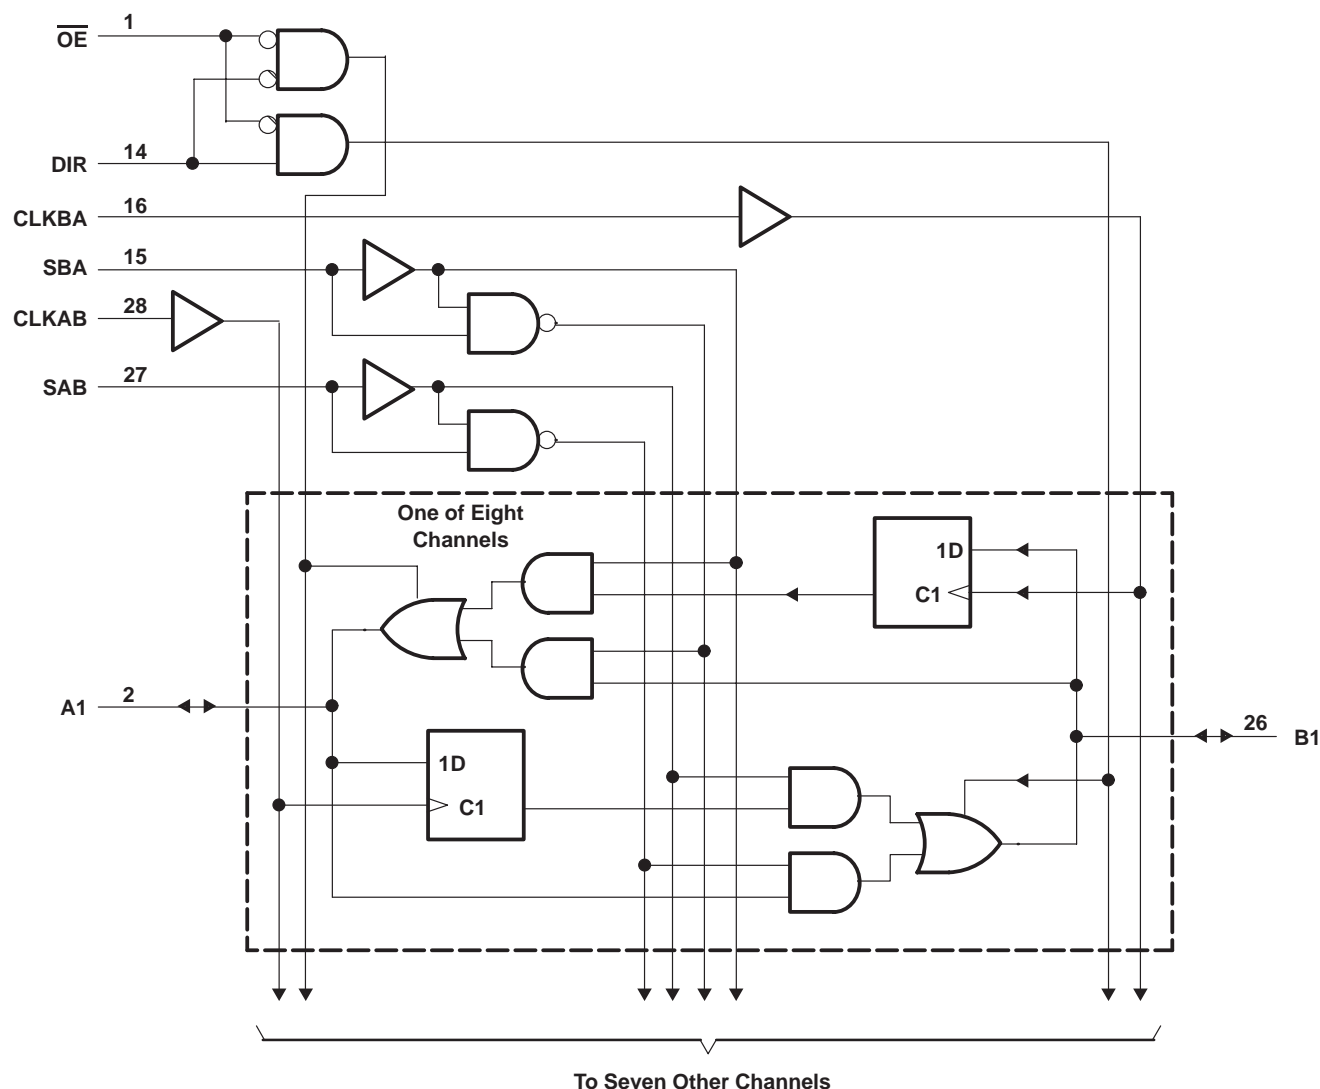 OE 1
DIR 14
CLKBA 16
SBA 15
CLKAB 28
SAB 27
One of Eight
Channels
1D
C1
A1 2
1D
C1
26 B1
To Seven Other Channels